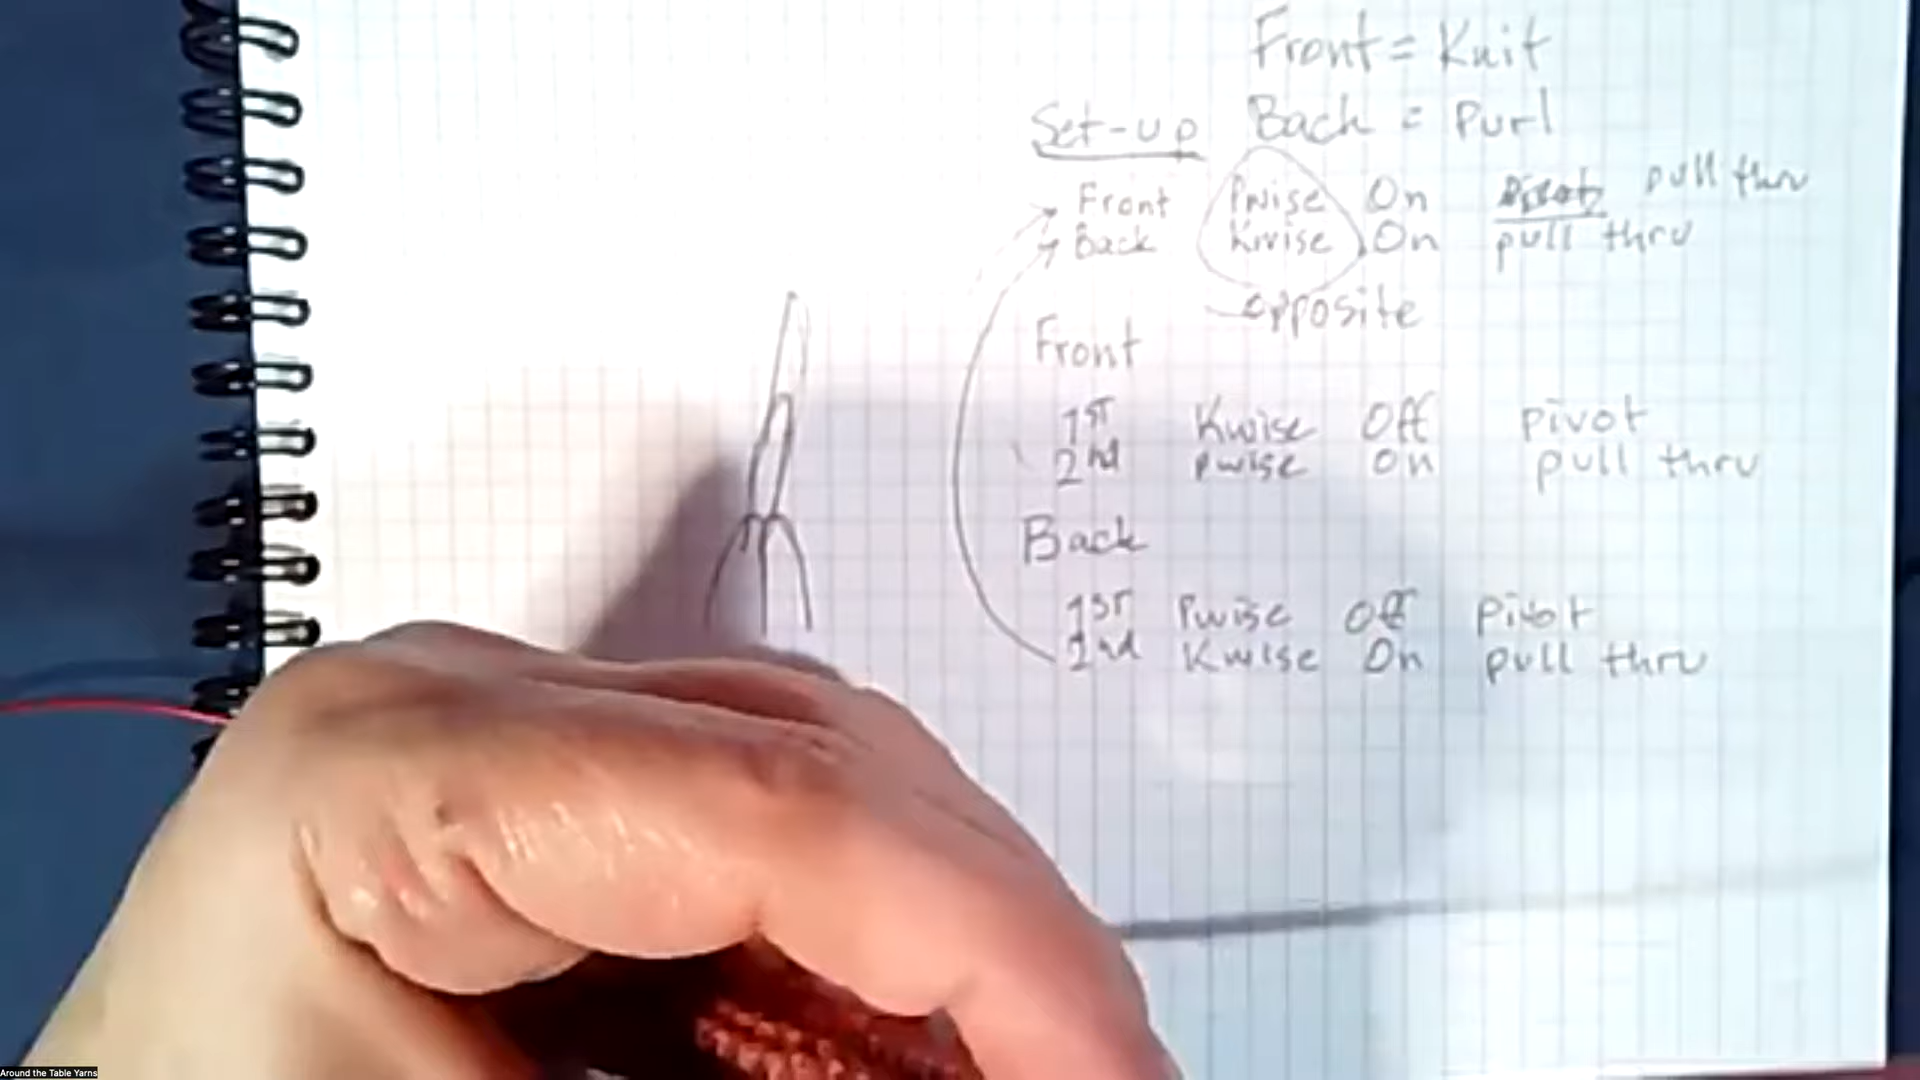 Front = Knit
Set-up Back = Purl
Front Pwise On pull thru
Back Kwise On pull thru
opposite
Front
1st Kwise Off pivot
2nd pwise on pull thru
Back
1st Pwise Off Pivot
2nd Kwise On pull thru
Around the Table Yarns